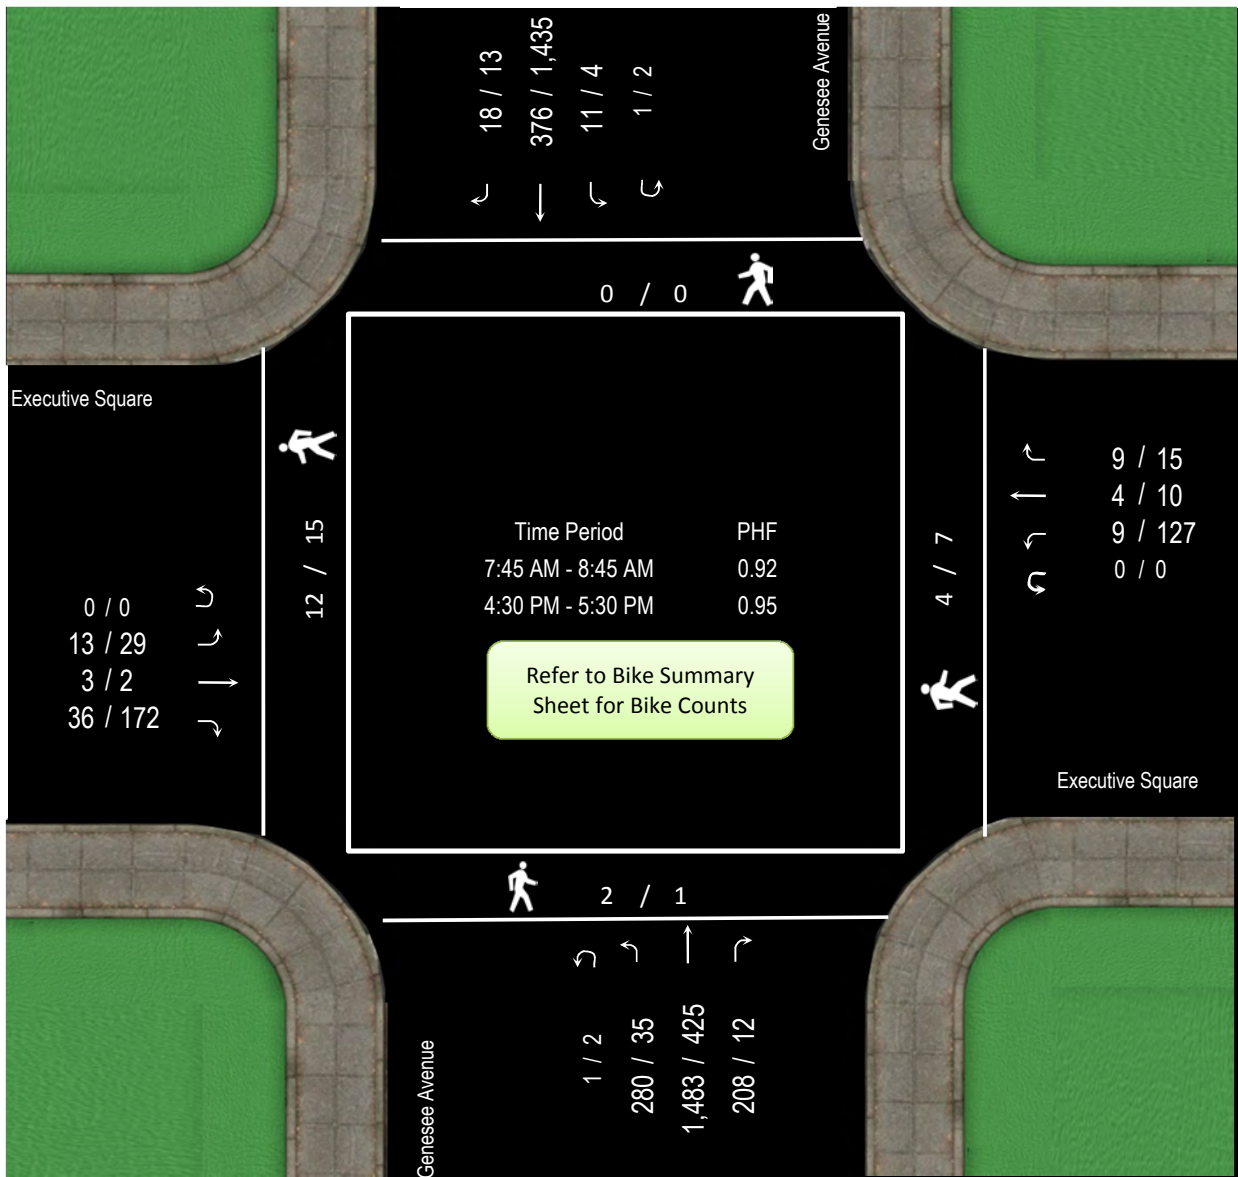 18 / 13
376 / 1,435
11 / 4
1 / 2
Genesee Avenue
0 / 0
Executive Square
12 / 15
0 / 0
13 / 29
3 / 2
36 / 172
Time Period PHF
7:45 AM - 8:45 AM 0.92
4:30 PM - 5:30 PM 0.95
Refer to Bike Summary
Sheet for Bike Counts
4 / 7
9 / 15
4 / 10
9 / 127
0 / 0
Executive Square
2 / 1
Genesee Avenue
1 / 2
280 / 35
1,483 / 425
208 / 12